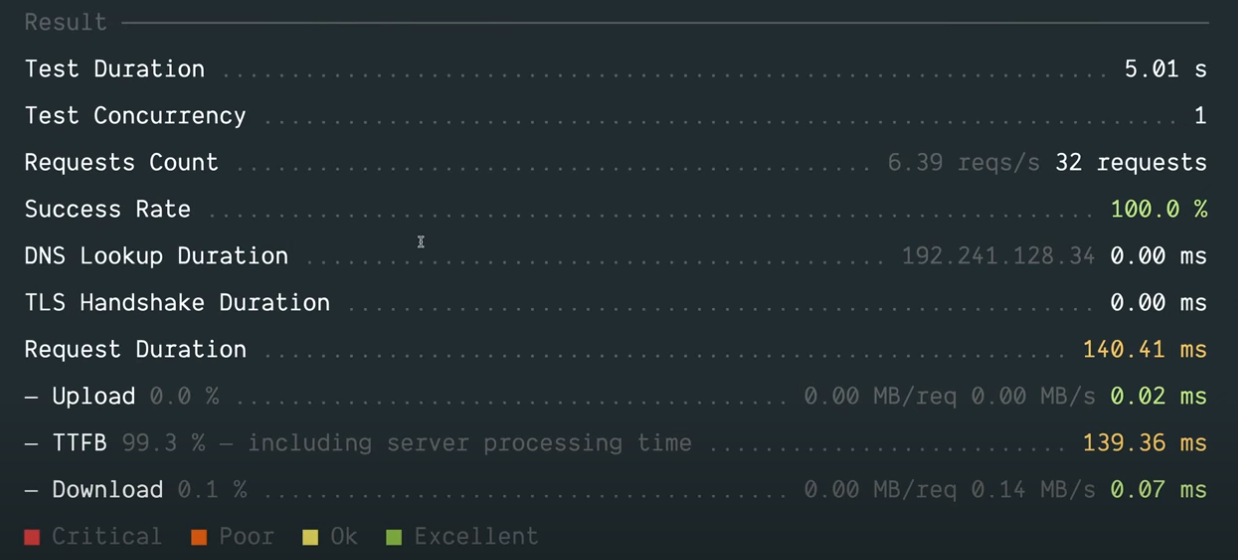 Result
Test Duration 5.01 s
Test Concurrency 1
Requests Count 6.39 reqs/s 32 requests
Success Rate 100.0 %
DNS Lookup Duration 192.241.128.34 0.00 ms
TLS Handshake Duration 0.00 ms
Request Duration 140.41 ms
— Upload 0.0 % 0.00 MB/req 0.00 MB/s 0.02 ms
— TTFB 99.3 % — including server processing time 139.36 ms
— Download 0.1 % 0.00 MB/req 0.14 MB/s 0.07 ms
Critical Poor Ok Excellent